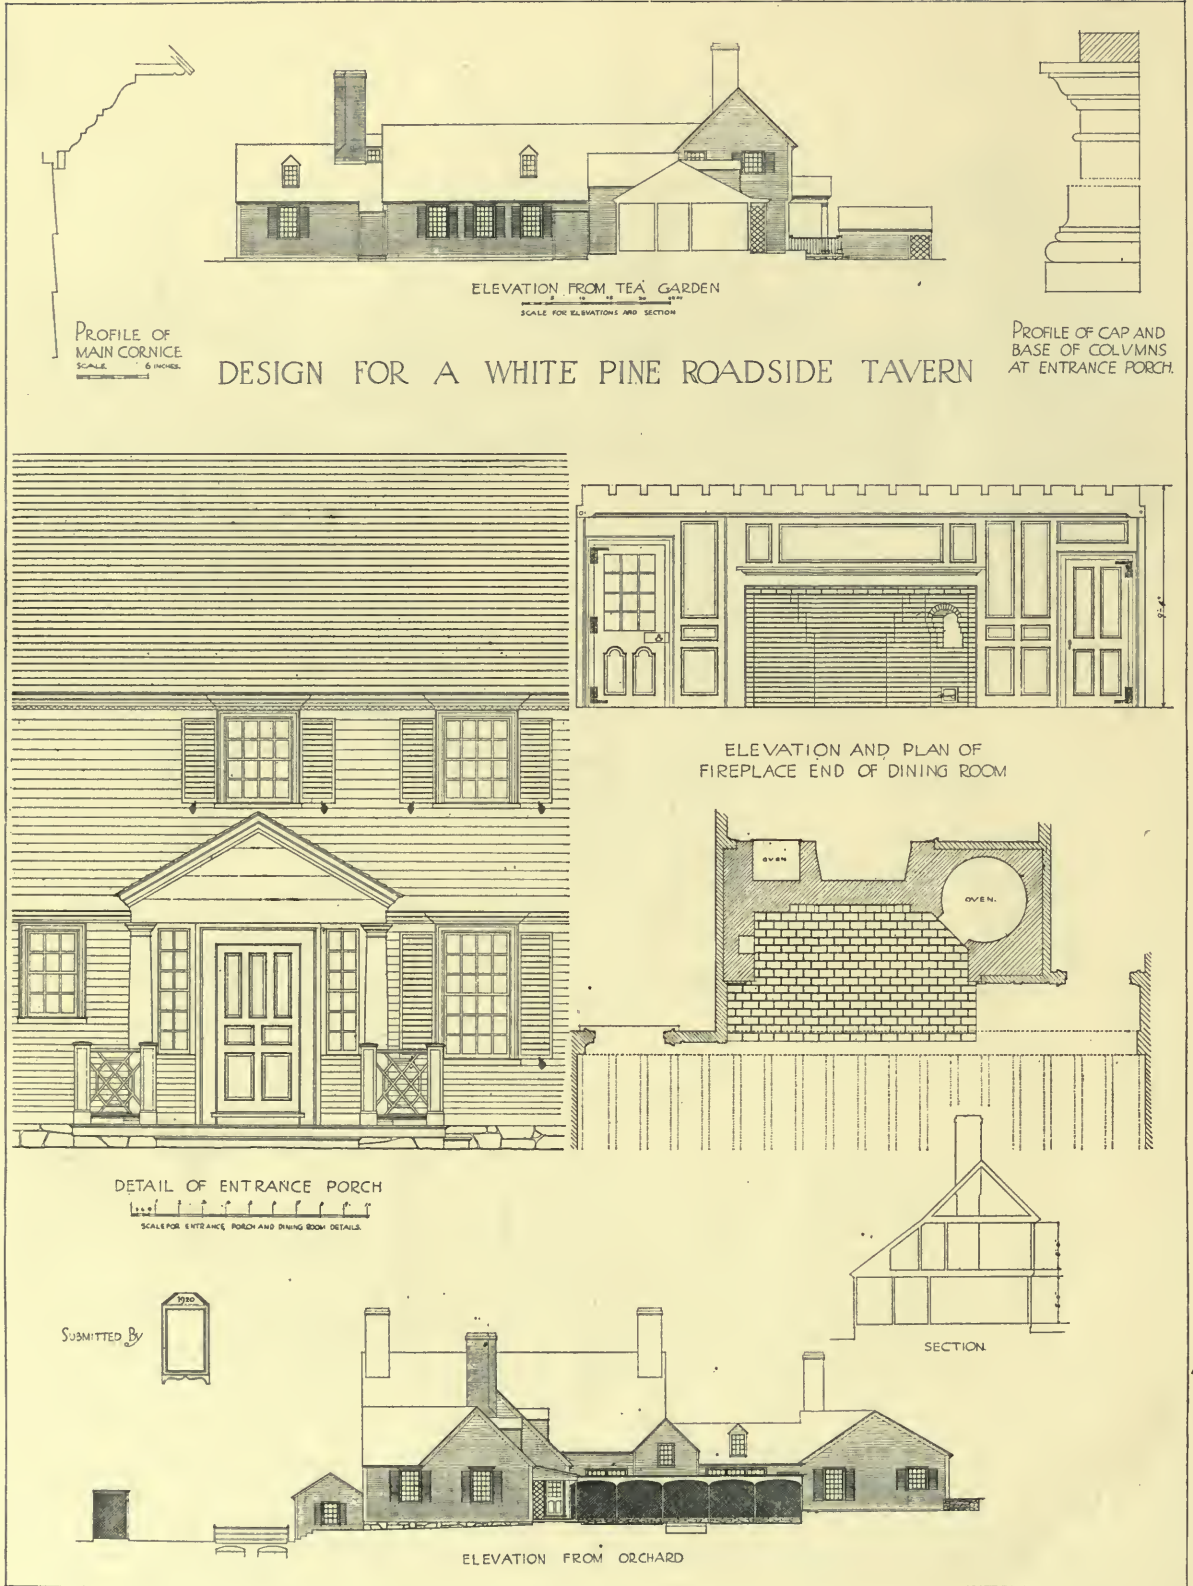 ELEVATION FROM TEA GARDEN
SCALE FOR ELEVATIONS AND SECTION
PROFILE OF
MAIN CORNICE
SCALE 6 INCHES.
PROFILE OF CAP AND
BASE OF COLVMNS
AT ENTRANCE PORCH.
DESIGN FOR A WHITE PINE ROADSIDE TAVERN
ELEVATION AND PLAN OF
FIREPLACE END OF DINING ROOM
OVEN
OVEN.
DETAIL OF ENTRANCE PORCH
SCALE FOR ENTRANCE PORCH AND DINING ROOM DETAILS.
SECTION.
1920
SUBMITTED By
ELEVATION FROM ORCHARD